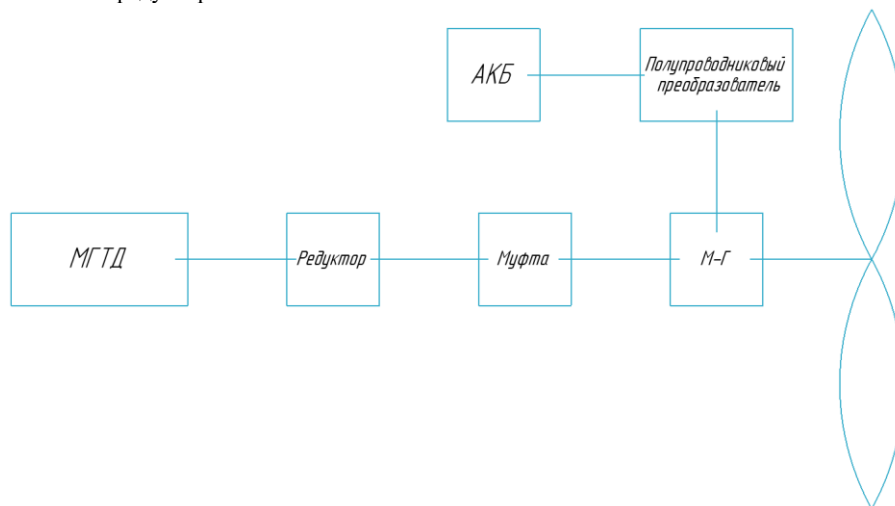 АКБ
Полупроводниковый
преобразователь
МГТД
Редуктор
Муфта
М-Г